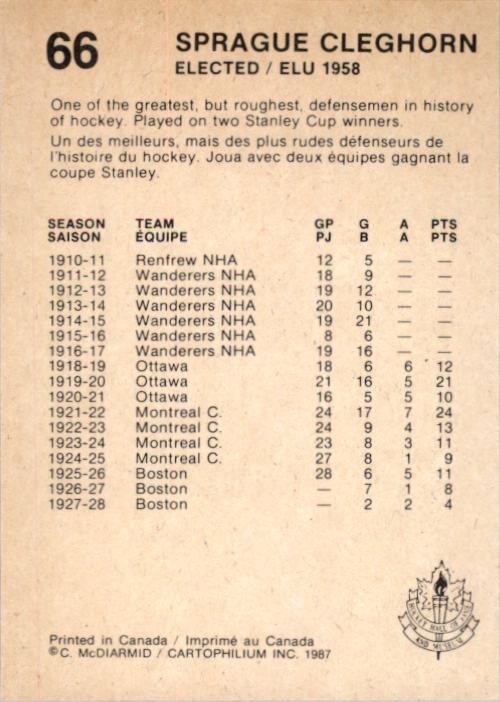 66
SPRAGUE CLEGHORN
ELECTED / ELU 1958
One of the greatest, but roughest, defensemen in history
of hockey. Played on two Stanley Cup winners.
Un des meilleurs, mais des plus rudes défenseurs de
l'histoire du hockey. Joua avec deux équipes gagnant la
coupe Stanley.
SEASON TEAM GP G A PTS
SAISON ÉQUIPE PJ B A PTS
1910-11 Renfrew NHA 12 5 — —
1911-12 Wanderers NHA 18 9 — —
1912-13 Wanderers NHA 19 12 — —
1913-14 Wanderers NHA 20 10 — —
1914-15 Wanderers NHA 19 21 — —
1915-16 Wanderers NHA 8 6 — —
1916-17 Wanderers NHA 19 16 — —
1918-19 Ottawa 18 6 6 12
1919-20 Ottawa 21 16 5 21
1920-21 Ottawa 16 5 5 10
1921-22 Montreal C. 24 17 7 24
1922-23 Montreal C. 24 9 4 13
1923-24 Montreal C. 23 8 3 11
1924-25 Montreal C. 27 8 1 9
1925-26 Boston 28 6 5 11
1926-27 Boston — 7 1 8
1927-28 Boston — 2 2 4
HOCKEY HALL OF FAME
AND MUSEUM
Printed in Canada / Imprimé au Canada
©C. McDIARMID / CARTOPHILIUM INC. 1987